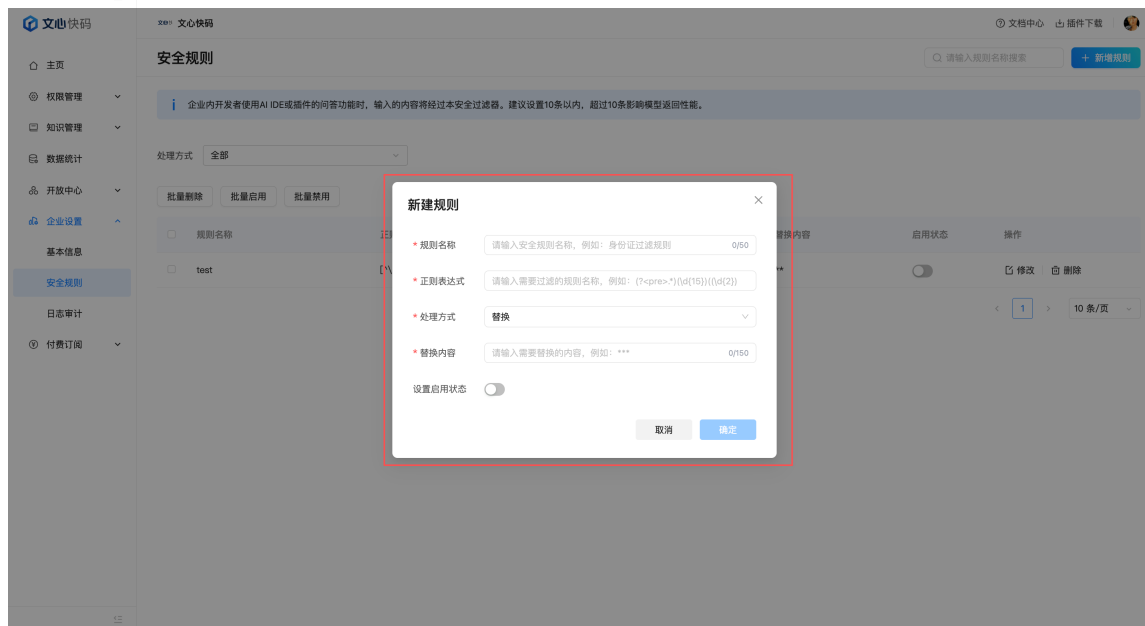 文心快码
文心快码
文档中心
插件下载
安全规则
请输入规则名称搜索
+ 新增规则
主页
权限管理
知识管理
数据统计
开放中心
企业设置
基本信息
安全规则
日志审计
付费订阅
企业内开发者使用AI IDE或插件的问答功能时，输入的内容将经过本安全过滤器。建议设置10条以内，超过10条影响模型返回性能。
处理方式 全部
批量删除 批量启用 批量禁用
规则名称 替换内容 启用状态 操作
test 修改 删除
1 10 条/页
新建规则
* 规则名称 请输入安全规则名称，例如：身份证过滤规则 0/50
* 正则表达式 请输入需要过滤的规则名称，例如：(?<pre>.*)(\d{15})((\d{2})
* 处理方式 替换
* 替换内容 请输入需要替换的内容，例如：*** 0/150
设置启用状态
取消 确定